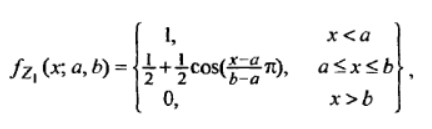 1, x < a
f_{Z_1}(x; a, b) = { 1/2 + 1/2 cos(x-a/b-a π), a ≤ x ≤ b } ,
0, x > b